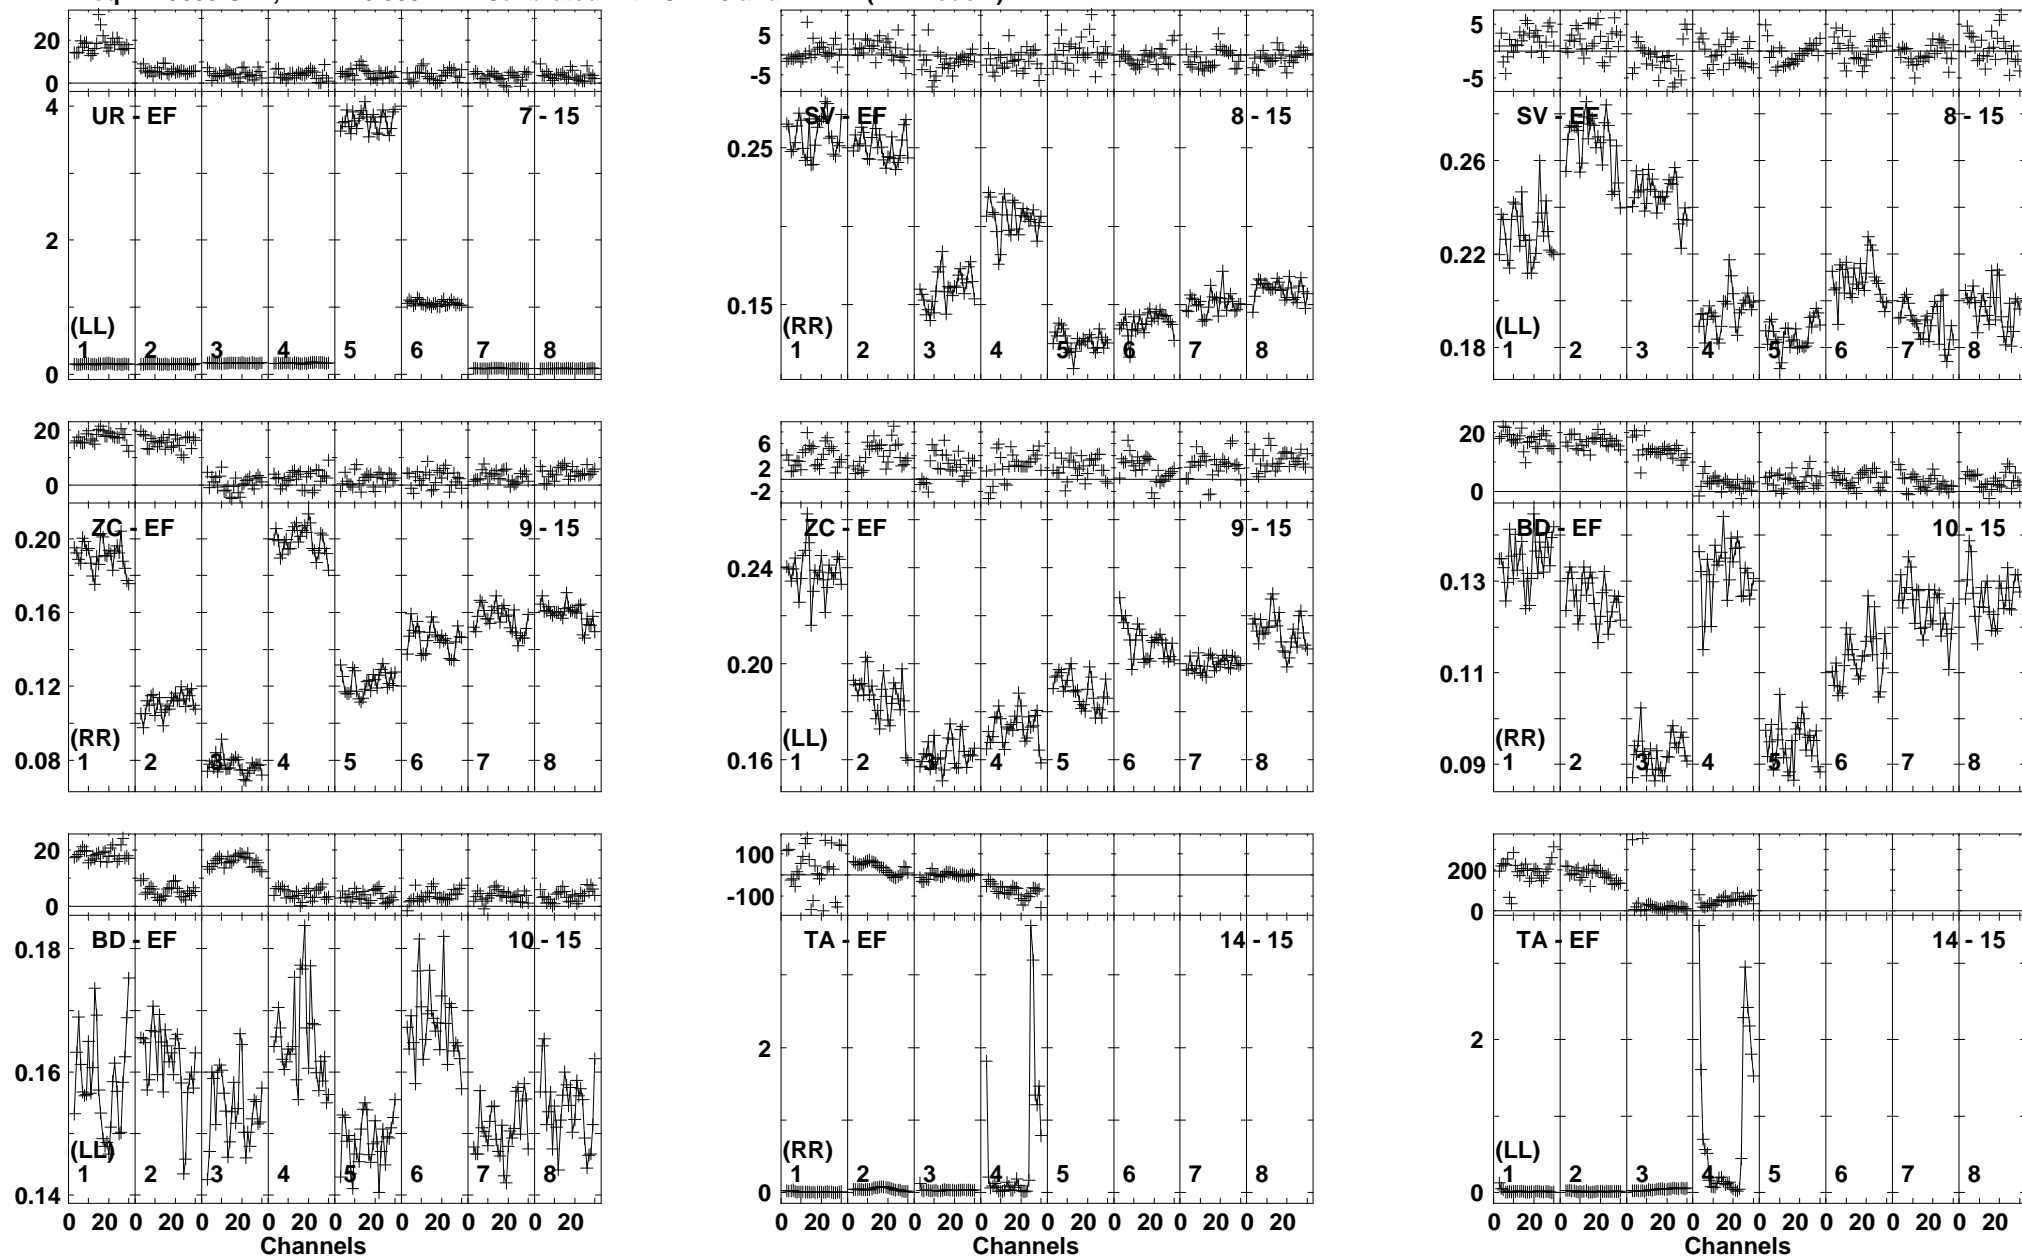 20
0
UR - EF 7 - 15
4
2
0
(LL)
1 2 3 4 5 6 7 8
5
-5
SV - EF 8 - 15
0.25
0.15
(RR)
1 2 3 4 5 6 7 8
5
-5
SV - EF 8 - 15
0.26
0.22
0.18
(LL)
1 2 3 4 5 6 7 8
20
0
ZC - EF 9 - 15
0.20
0.16
0.12
0.08
(RR)
1 2 3 4 5 6 7 8
6
2
-2
ZC - EF 9 - 15
0.24
0.20
0.16
(LL)
1 2 3 4 5 6 7 8
20
0
BD - EF 10 - 15
0.13
0.11
0.09
(RR)
1 2 3 4 5 6 7 8
20
0
BD - EF 10 - 15
0.18
0.16
0.14
(LL)
1 2 3 4 5 6 7 8
0 20 0 20 0 20 0 20 0 20 0 20 0 20 0 20
Channels
100
-100
TA - EF 14 - 15
2
0
(RR)
1 2 3 4 5 6 7 8
0 20 0 20 0 20 0 20 0 20 0 20 0 20 0 20
Channels
200
0
TA - EF 14 - 15
2
0
(LL)
1 2 3 4 5 6 7 8
0 20 0 20 0 20 0 20 0 20 0 20 0 20 0 20
Channels